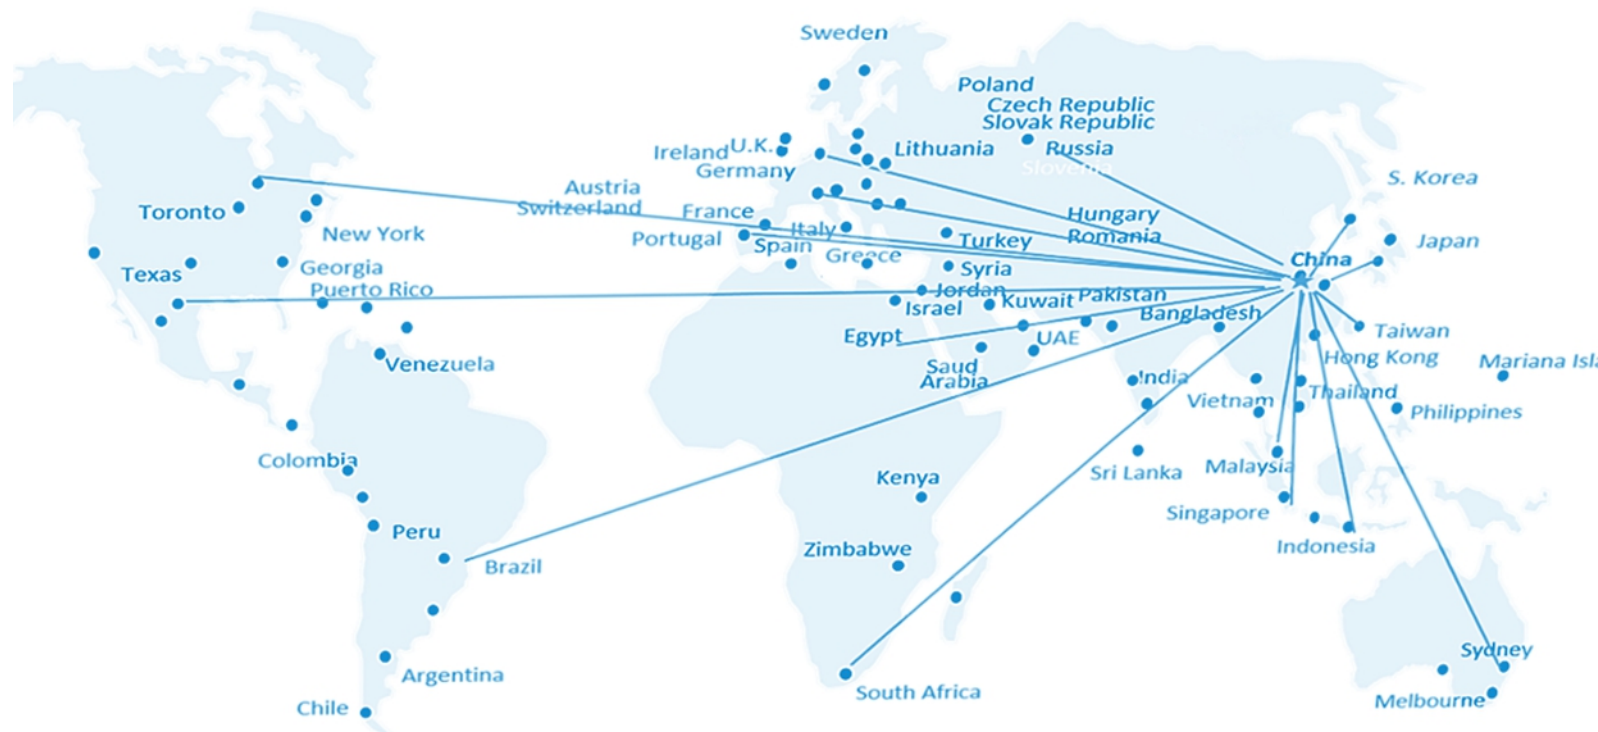 Sweden
Poland
Czech Republic
Slovak Republic
Lithuania
Russia
Slovenia
Ireland
U.K.
Germany
S. Korea
Austria
Switzerland
France
Hungary
Romania
Toronto
New York
Portugal
Spain
Italy
Greece
Turkey
Japan
China
Texas
Georgia
Puerto Rico
Syria
Jordan
Israel
Kuwait
Pakistan
Bangladesh
Egypt
UAE
Taiwan
Hong Kong
Mariana Isla
Venezuela
Saud
Arabia
India
Vietnam
Thailand
Philippines
Colombia
Kenya
Sri Lanka
Malaysia
Singapore
Peru
Zimbabwe
Indonesia
Brazil
Sydney
Argentina
South Africa
Melbourne
Chile